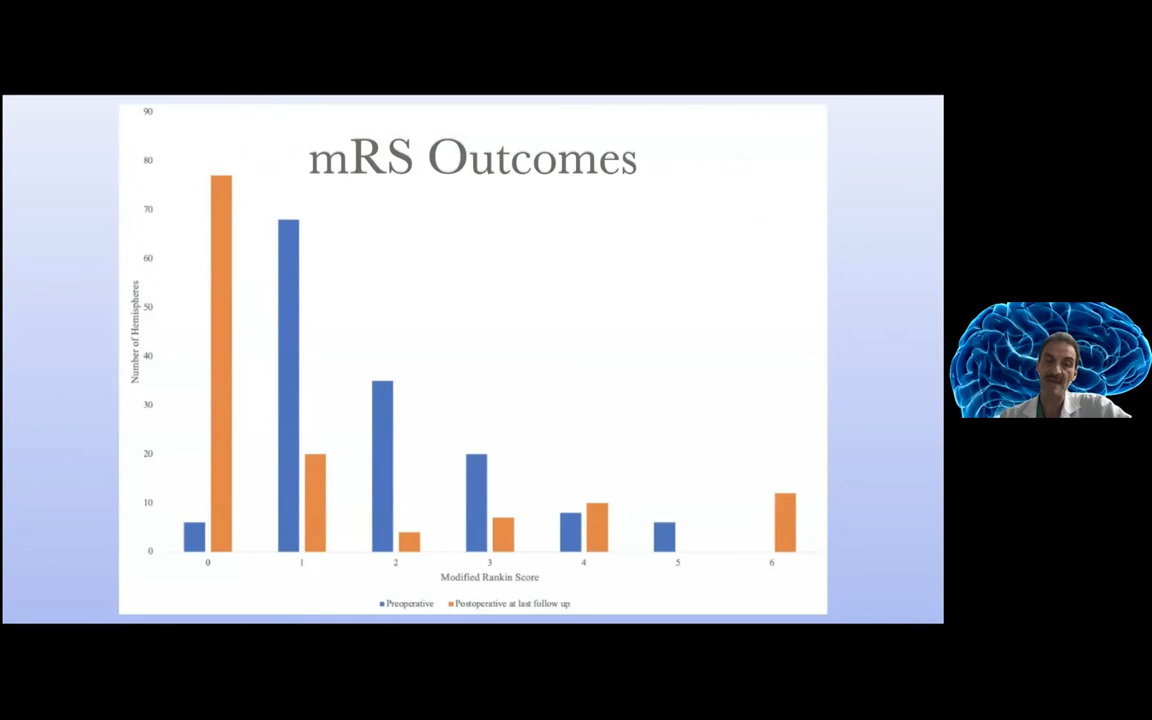 mRS Outcomes
90
80
70
60
50
40
30
20
10
0
Number of Hemispheres
0 1 2 3 4 5 6
Modified Rankin Score
Preoperative Postoperative at last follow up